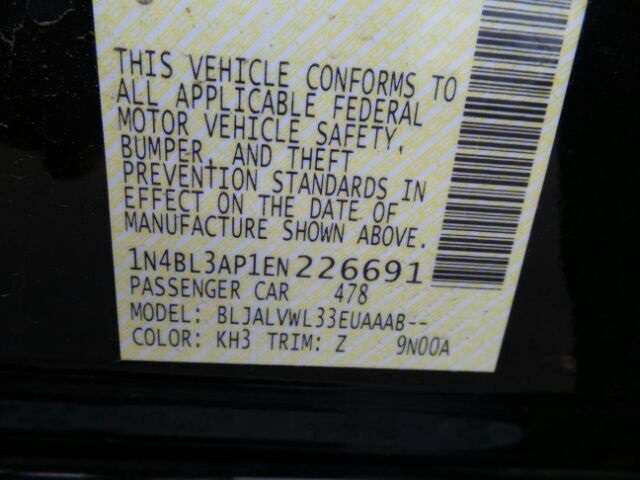 THIS VEHICLE CONFORMS TO
ALL APPLICABLE FEDERAL
MOTOR VEHICLE SAFETY,
BUMPER, AND THEFT
PREVENTION STANDARDS IN
EFFECT ON THE DATE OF
MANUFACTURE SHOWN ABOVE.
1N4BL3AP1EN226691
PASSENGER CAR 478
MODEL: BLJALVWL33EUAAAB--
COLOR: KH3 TRIM: Z 9N00A